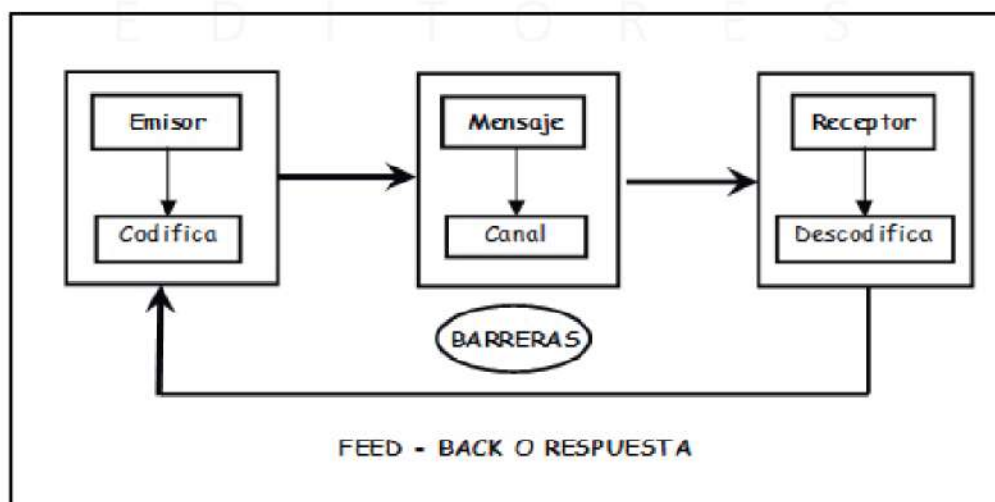 E D I T O R E S
Emisor
Codifica
Mensaje
Canal
Receptor
Descodifica
BARRERAS
FEED - BACK O RESPUESTA